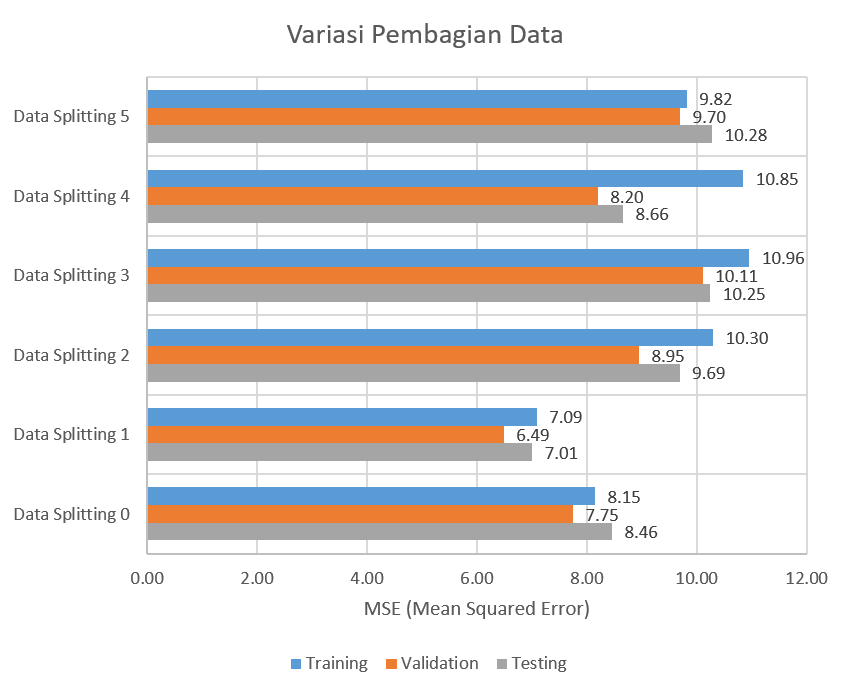 Variasi Pembagian Data
Data Splitting 5
9.82
9.70
10.28
Data Splitting 4
10.85
8.20
8.66
Data Splitting 3
10.96
10.11
10.25
Data Splitting 2
10.30
8.95
9.69
Data Splitting 1
7.09
6.49
7.01
Data Splitting 0
8.15
7.75
8.46
0.00 2.00 4.00 6.00 8.00 10.00 12.00
MSE (Mean Squared Error)
Training Validation Testing